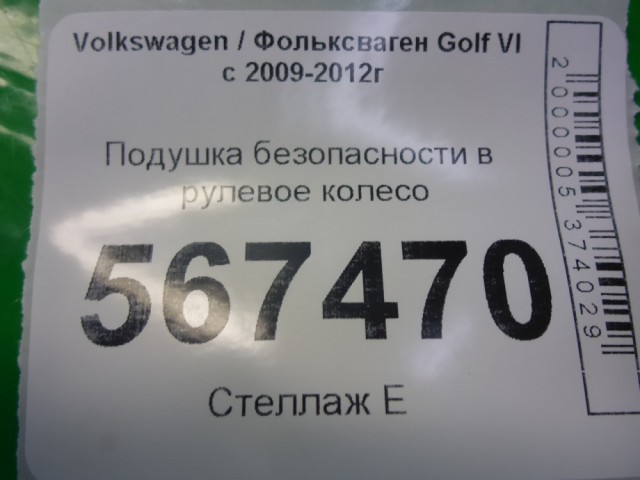 Volkswagen / Фольксваген Golf VI
с 2009-2012г
Подушка безопасности в
рулевое колесо
567470
Стеллаж Е
2000005374029